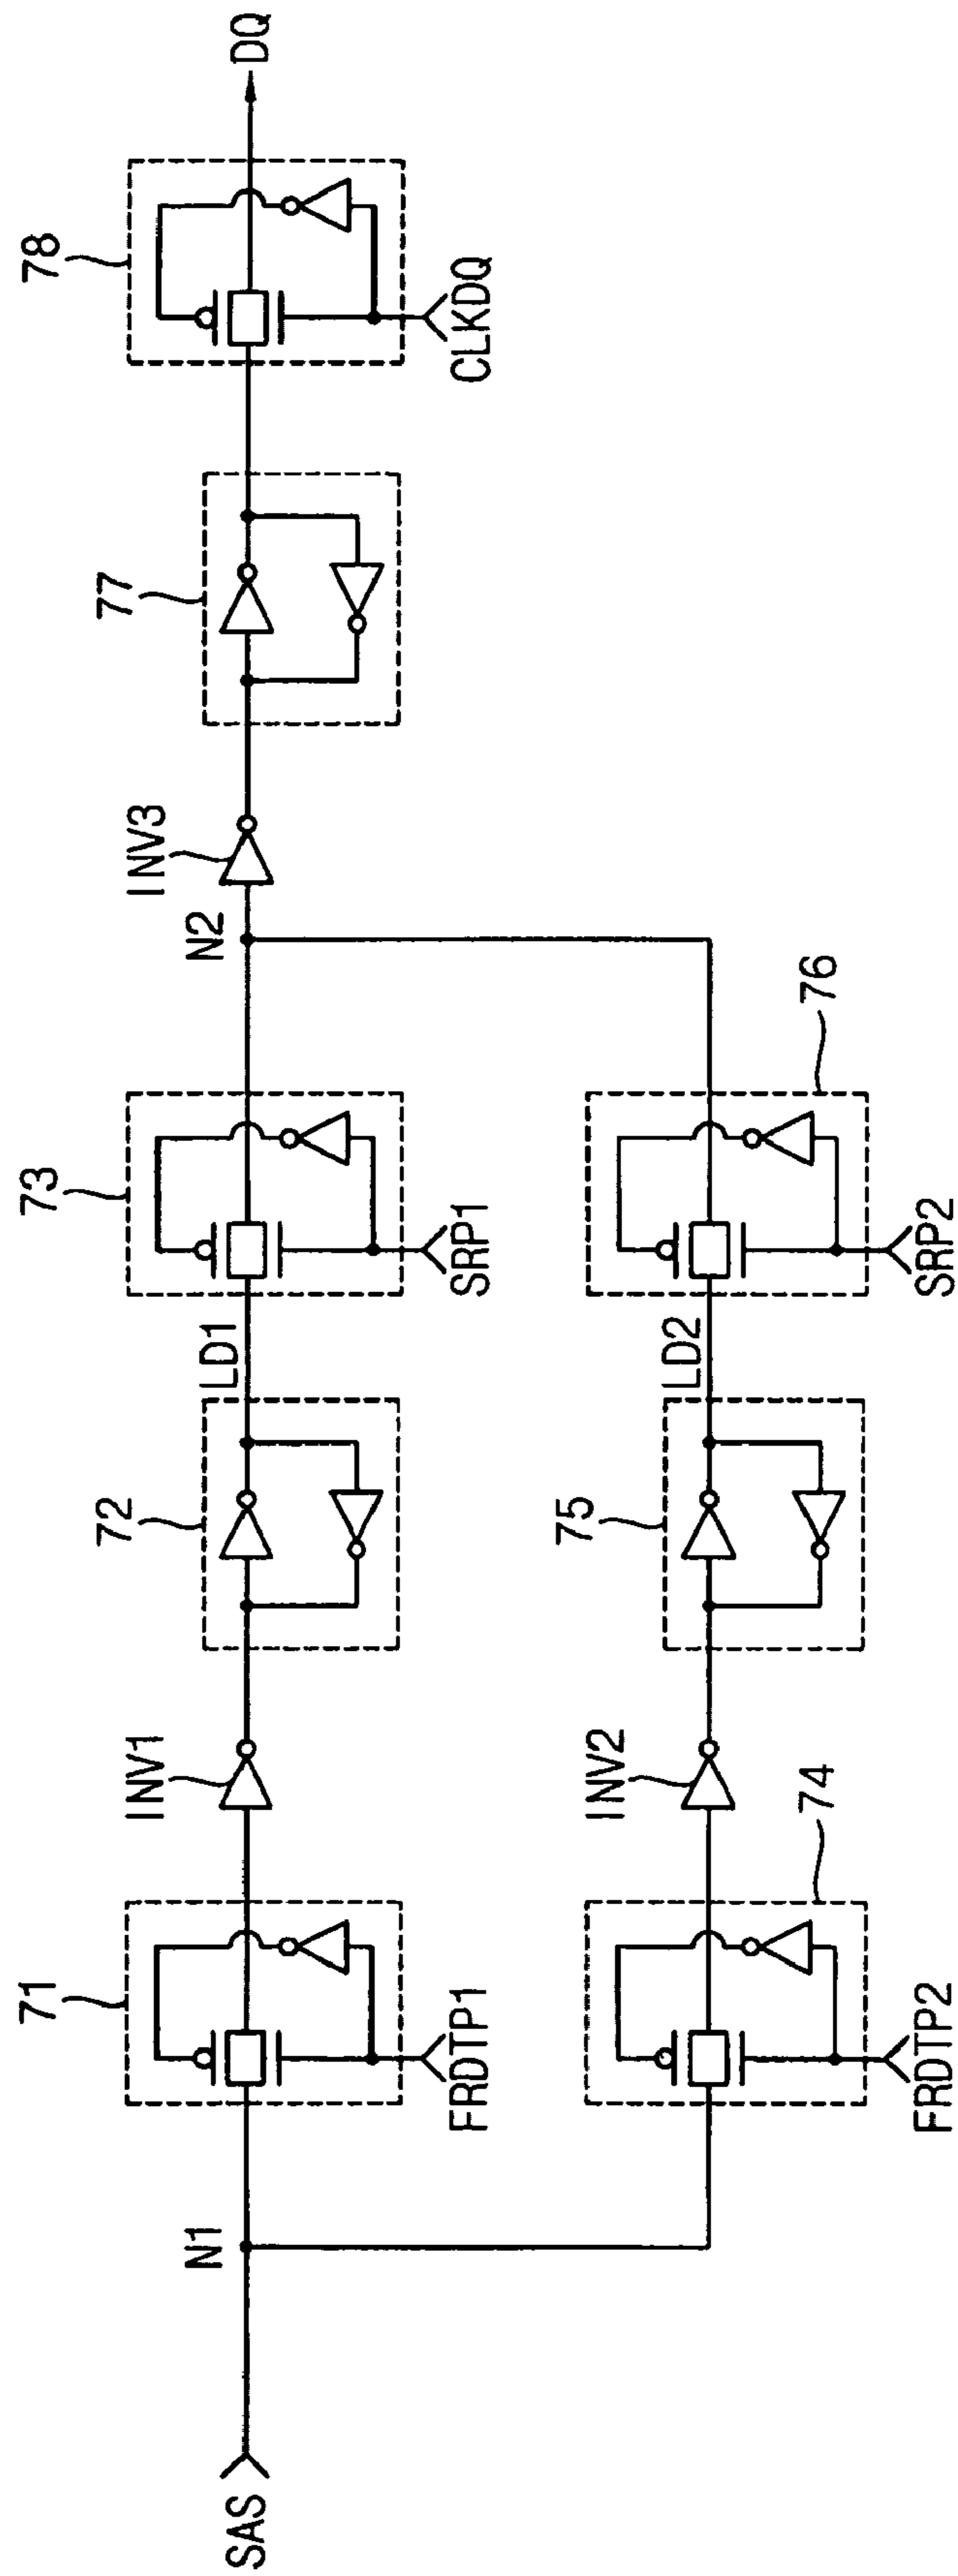 71
INV1
72
LD1
73
N2
INV3
77
78
SAS
N1
DQ
FRDTP1
SRP1
CLKDQ
INV2
75
LD2
74
76
FRDTP2
SRP2